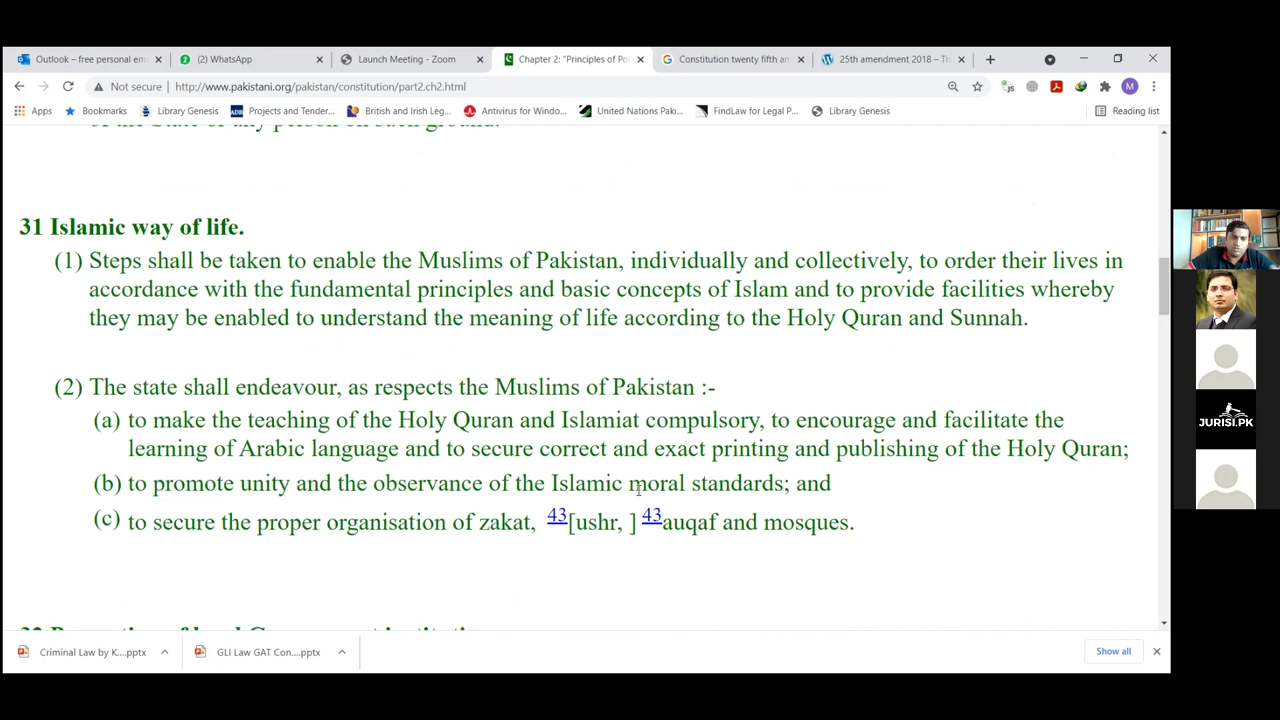 Outlook – free personal em
(2) WhatsApp
Launch Meeting - Zoom
Chapter 2: "Principles of Po
Constitution twenty fifth am
25th amendment 2018 – Th
Not secure
http://www.pakistani.org/pakistan/constitution/part2.ch2.html
M
Apps
Bookmarks
Library Genesis
ADB
Projects and Tender...
British and Irish Leg...
Antivirus for Windo...
United Nations Paki...
FindLaw for Legal P...
Library Genesis
Reading list
of the State or any person on such ground.
31 Islamic way of life.
(1) Steps shall be taken to enable the Muslims of Pakistan, individually and collectively, to order their lives in
accordance with the fundamental principles and basic concepts of Islam and to provide facilities whereby
they may be enabled to understand the meaning of life according to the Holy Quran and Sunnah.
(2) The state shall endeavour, as respects the Muslims of Pakistan :-
(a) to make the teaching of the Holy Quran and Islamiat compulsory, to encourage and facilitate the
learning of Arabic language and to secure correct and exact printing and publishing of the Holy Quran;
(b) to promote unity and the observance of the Islamic moral standards; and
(c) to secure the proper organisation of zakat, 43[ushr, ] 43auqaf and mosques.
JURISI.PK
Criminal Law by K....pptx
GLI Law GAT Con....pptx
Show all